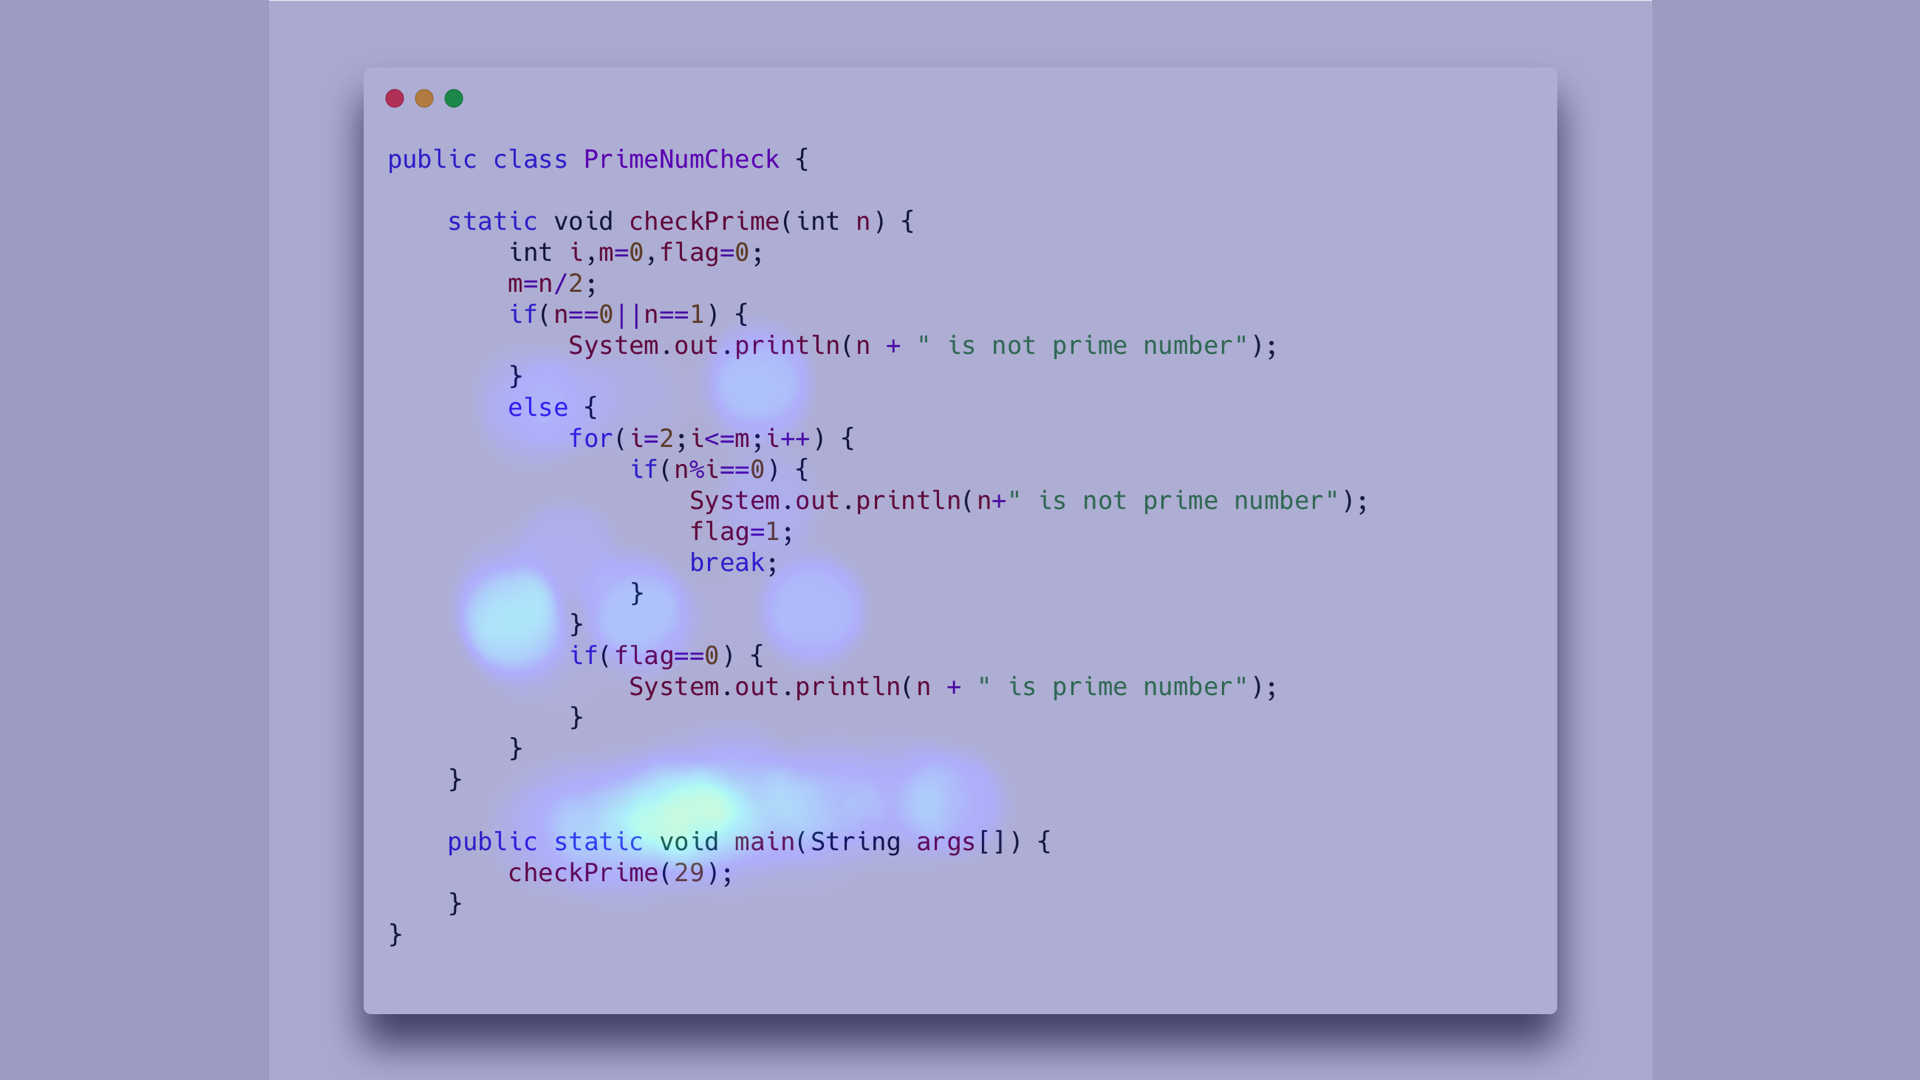 public class PrimeNumCheck {
static void checkPrime(int n) {
int i,m=0,flag=0;
m=n/2;
if(n==0||n==1) {
System.out.println(n + " is not prime number");
}
else {
for(i=2;i<=m;i++) {
if(n%i==0) {
System.out.println(n+" is not prime number");
flag=1;
break;
}
}
if(flag==0) {
System.out.println(n + " is prime number");
}
}
}
public static void main(String args[]) {
checkPrime(29);
}
}